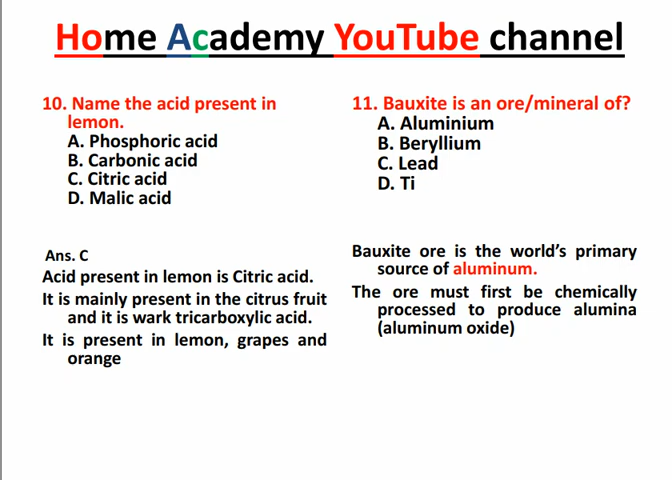 Home Academy YouTube channel
10. Name the acid present in
lemon.
A. Phosphoric acid
B. Carbonic acid
C. Citric acid
D. Malic acid
Ans. C
Acid present in lemon is Citric acid.
It is mainly present in the citrus fruit
and it is wark tricarboxylic acid.
It is present in lemon, grapes and
orange
11. Bauxite is an ore/mineral of?
A. Aluminium
B. Beryllium
C. Lead
D. Ti
Bauxite ore is the world's primary
source of aluminum.
The ore must first be chemically
processed to produce alumina
(aluminum oxide)